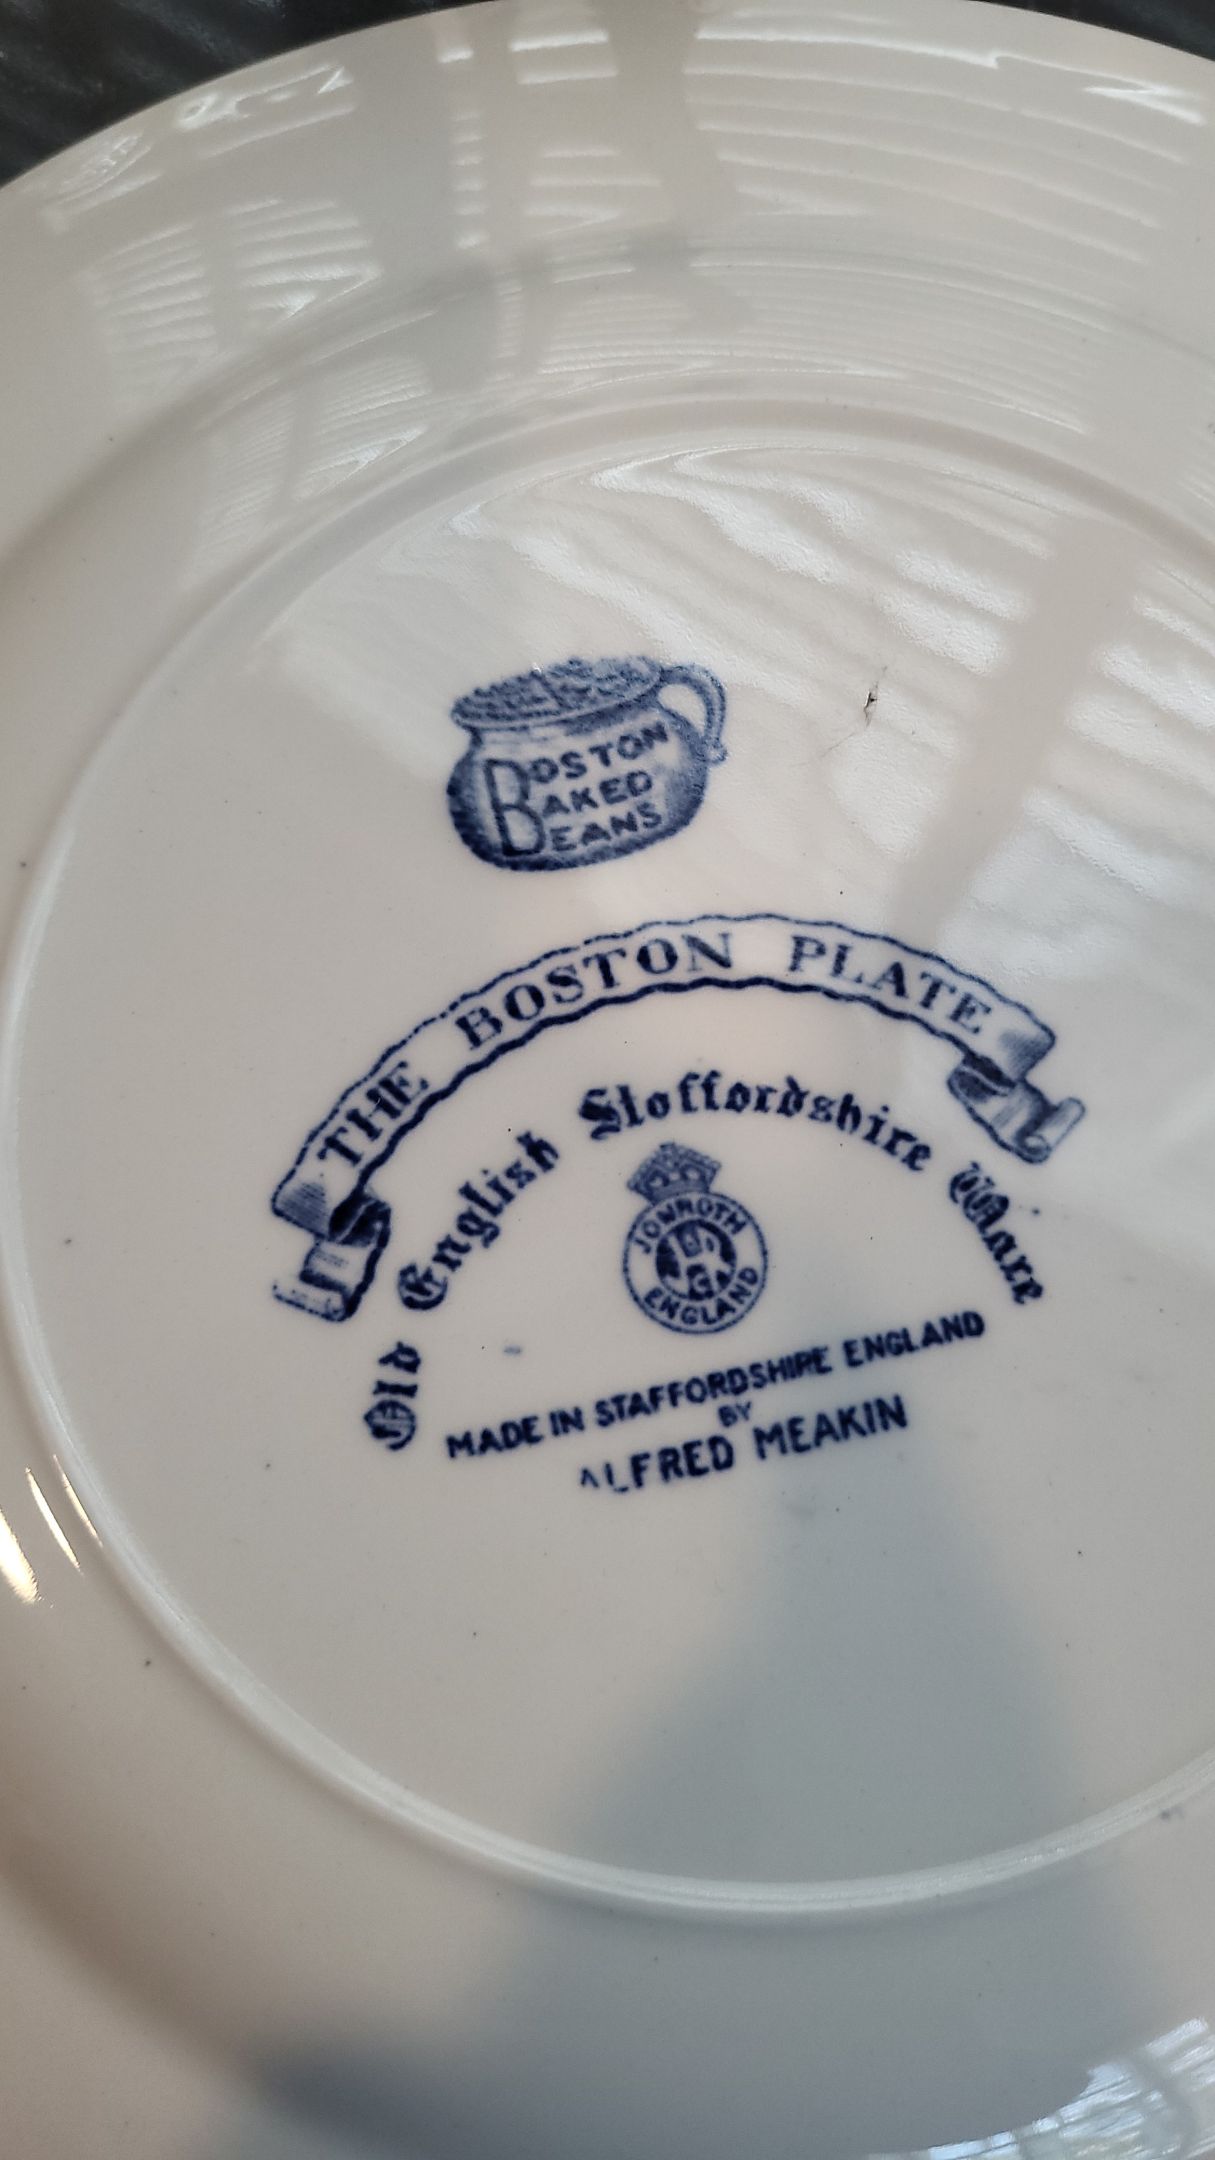 BOSTON
BAKED
BEANS
THE BOSTON PLATE
Old English Staffordshire Ware
JONROTH
ENGLAND
MADE IN STAFFORDSHIRE ENGLAND
BY
ALFRED MEAKIN